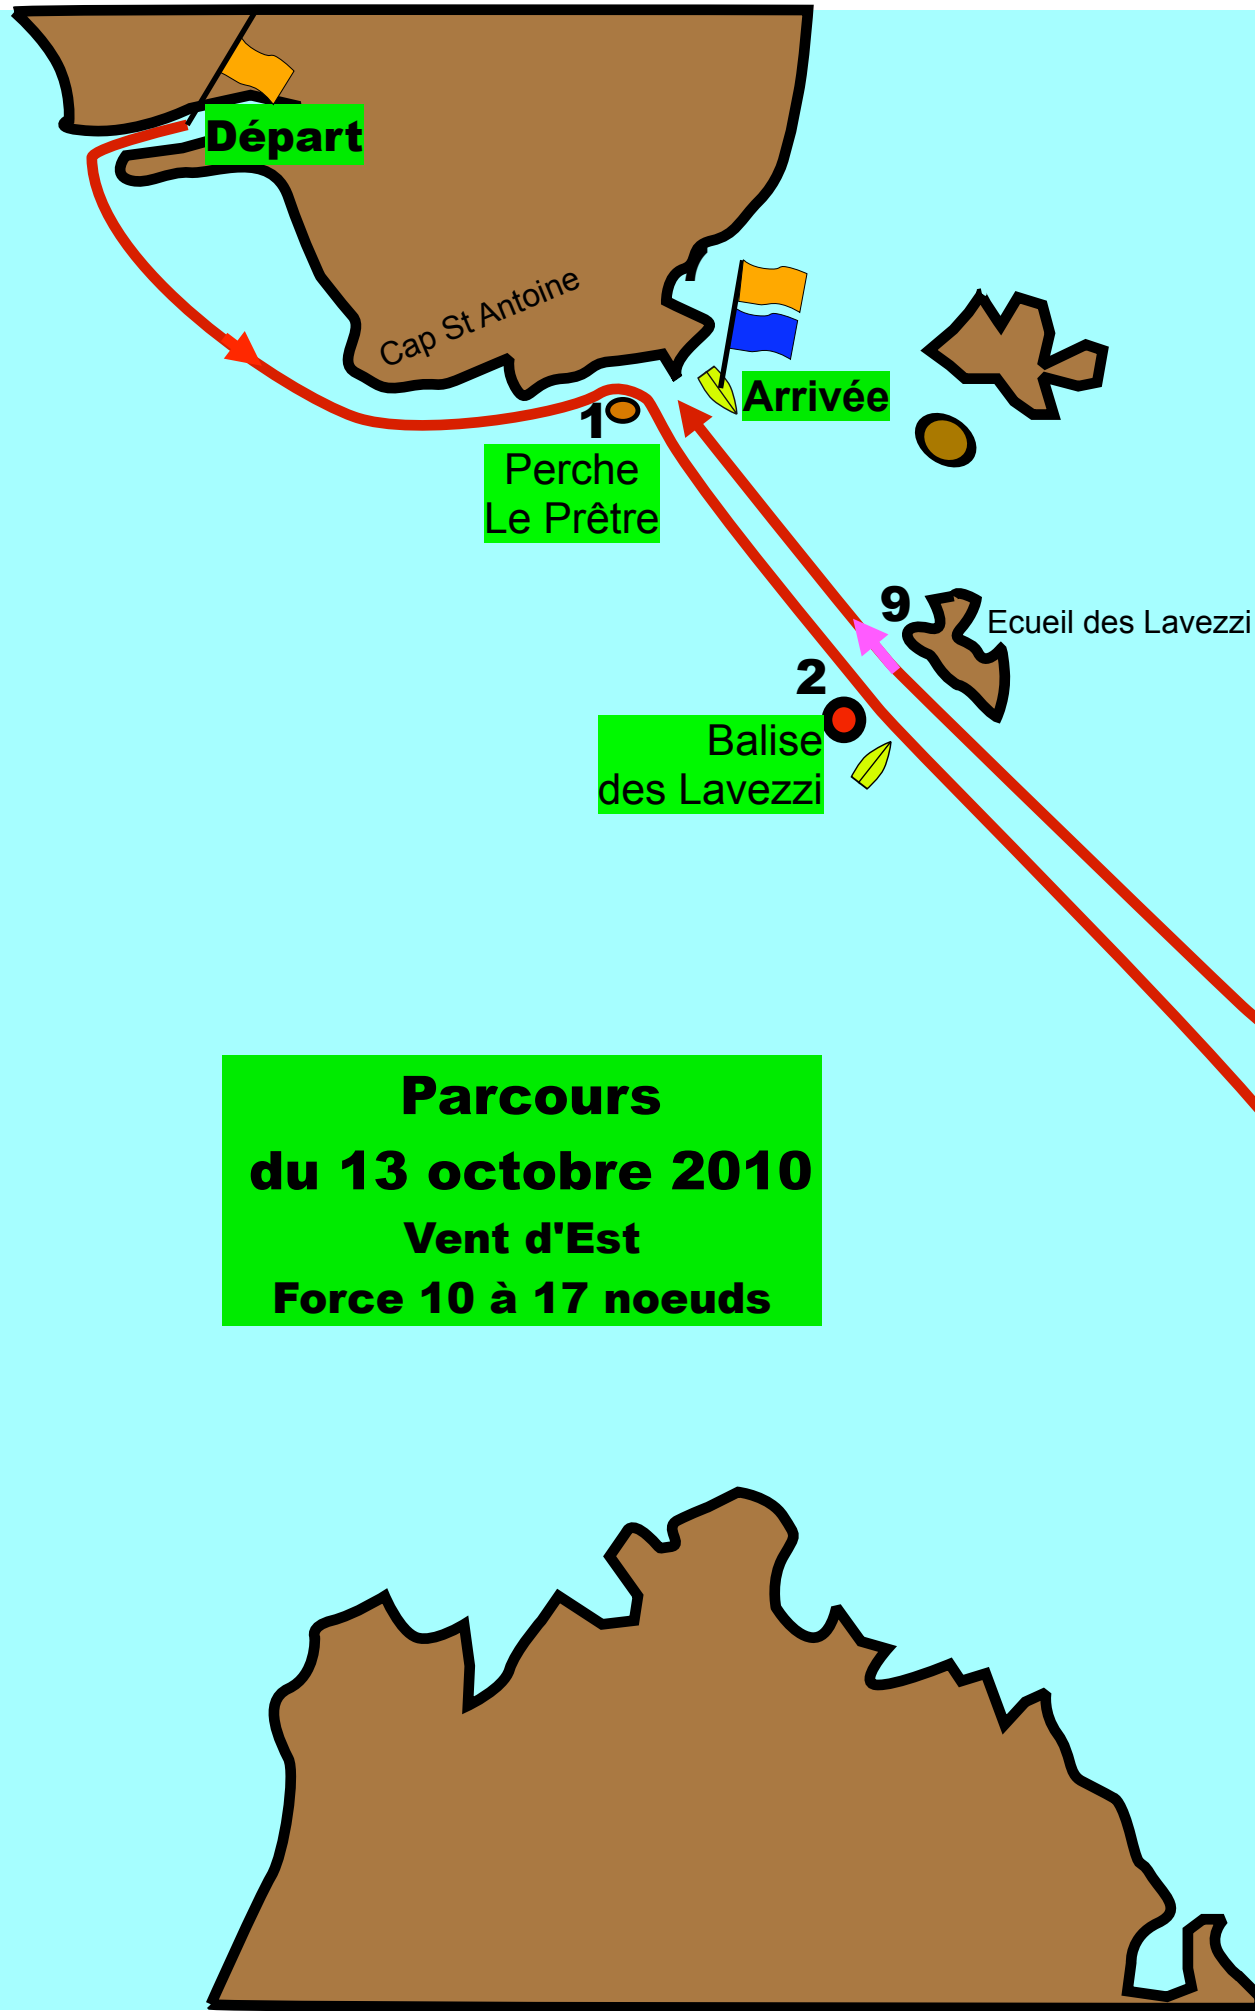 Départ
Cap St Antoine
Arrivée
1
Perche
Le Prêtre
9
Ecueil des Lavezzi
2
Balise
des Lavezzi
Parcours
du 13 octobre 2010
Vent d'Est
Force 10 à 17 noeuds